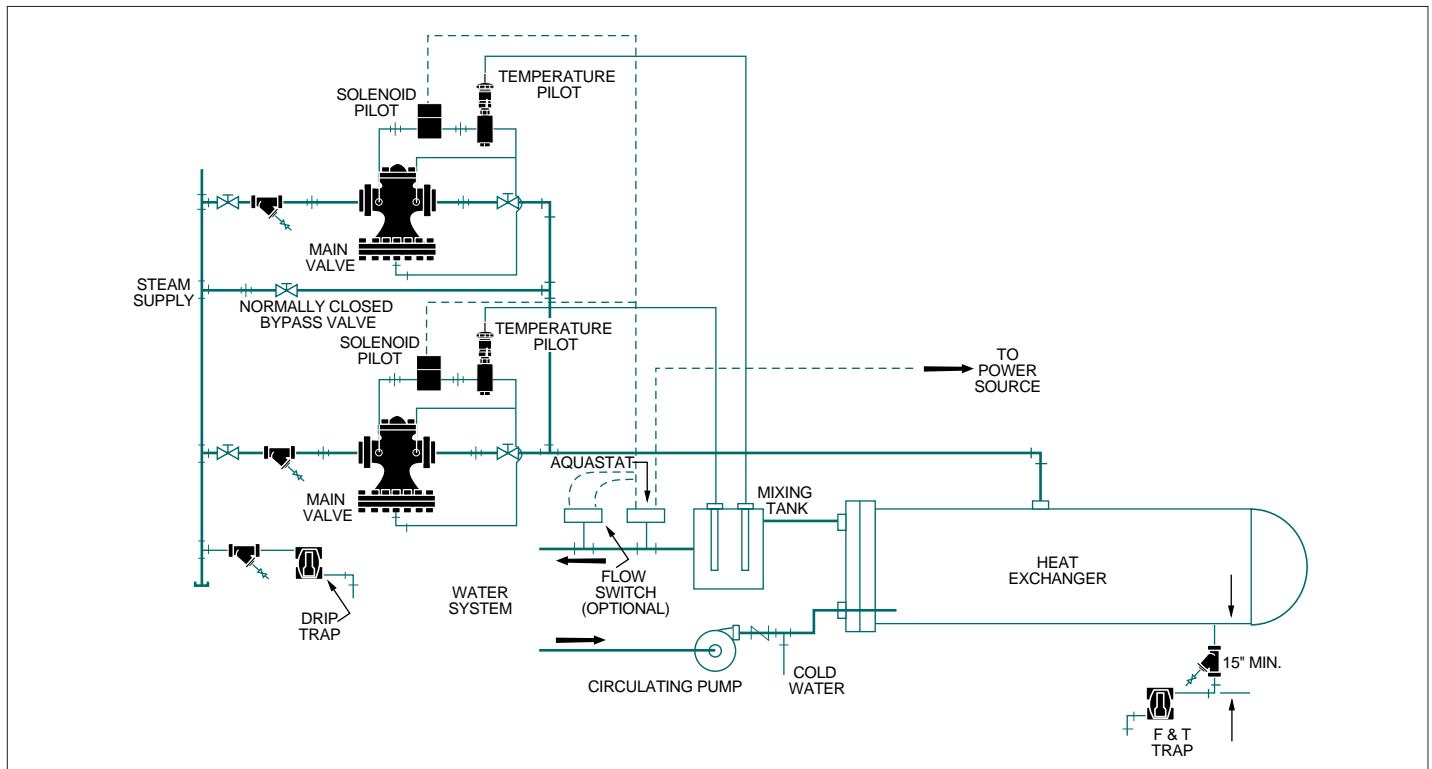 TEMPERATURE
PILOT
SOLENOID
PILOT
MAIN
VALVE
STEAM
SUPPLY
NORMALLY CLOSED
BYPASS VALVE
TEMPERATURE
PILOT
SOLENOID
PILOT
TO
POWER
SOURCE
AQUASTAT
MIXING
TANK
MAIN
VALVE
HEAT
EXCHANGER
FLOW
SWITCH
(OPTIONAL)
WATER
SYSTEM
DRIP
TRAP
15" MIN.
COLD
WATER
CIRCULATING PUMP
F & T
TRAP